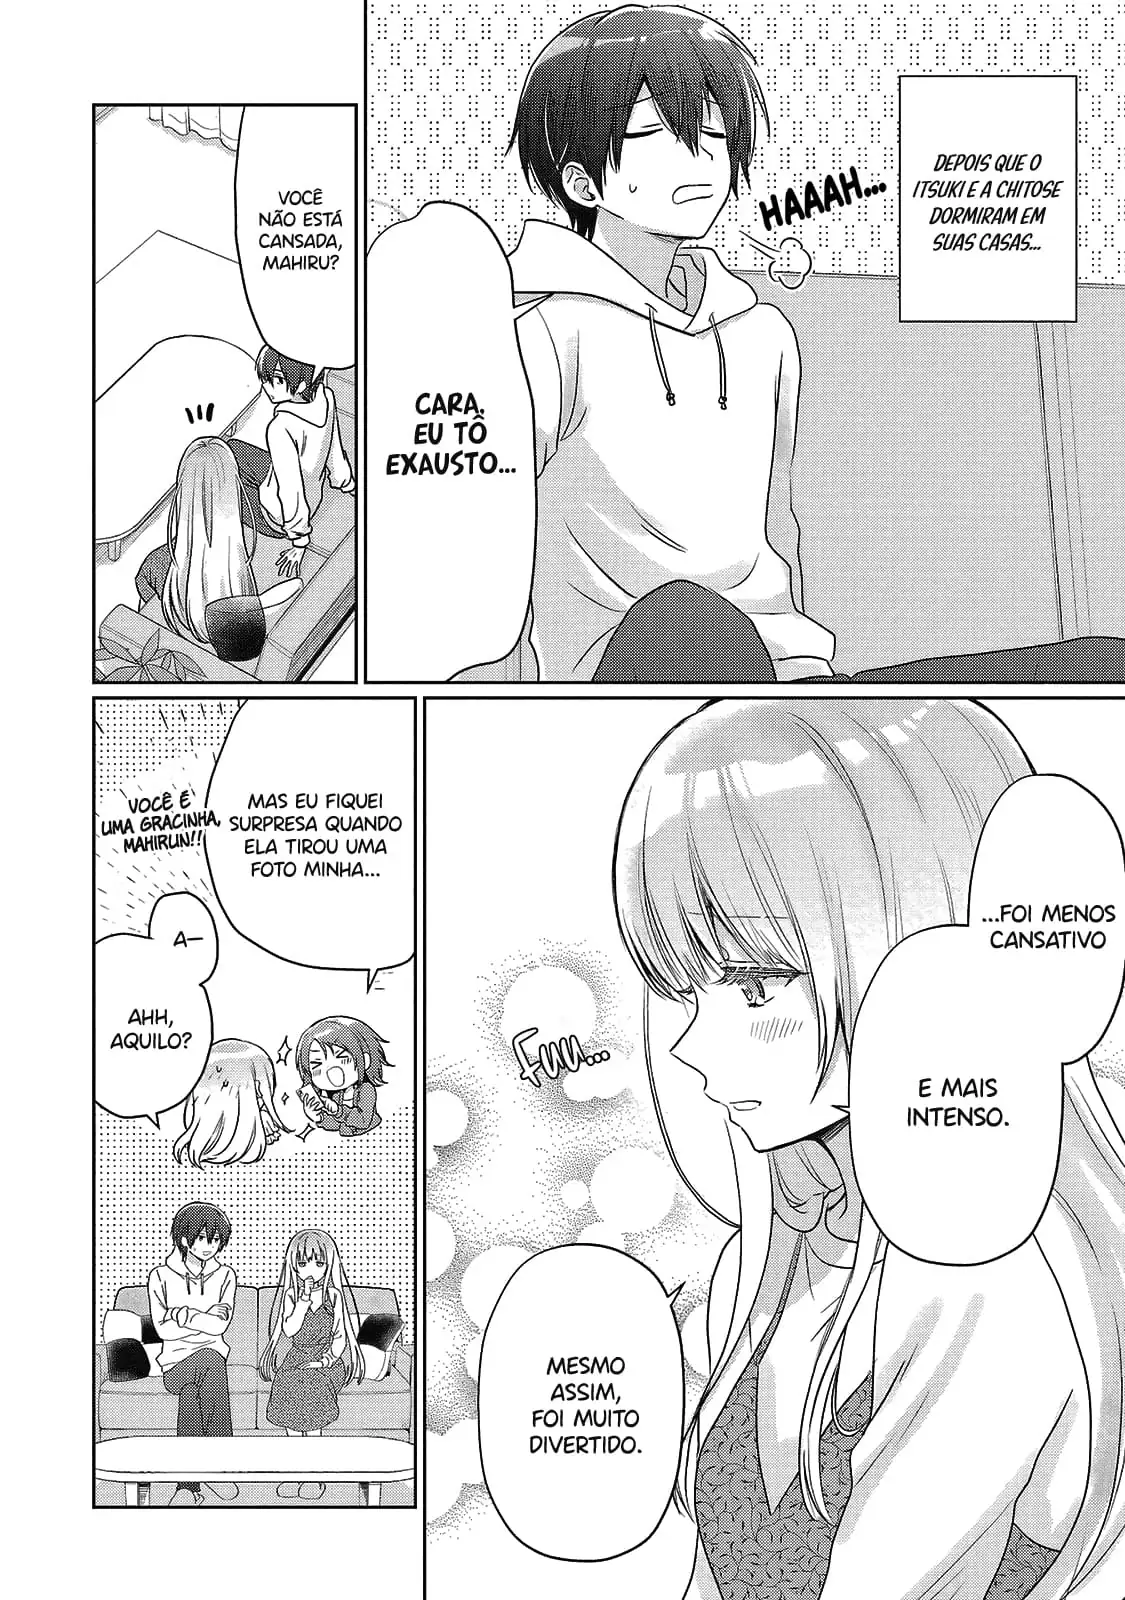 DEPOIS QUE O
ITSUKI E A CHITOSE
DORMIRAM EM
SUAS CASAS...
HAAAH...
CARA,
EU TÔ
EXAUSTO...
VOCÊ
NÃO ESTÁ
CANSADA,
MAHIRU?
...FOI MENOS
CANSATIVO
E MAIS
INTENSO.
FUU...
MESMO
ASSIM,
FOI MUITO
DIVERTIDO.
MAS EU FIQUEI
SURPRESA QUANDO
ELA TIROU UMA
FOTO MINHA...
VOCÊ É
UMA GRACINHA,
MAHIRUN!!
A—
AHH,
AQUILO?